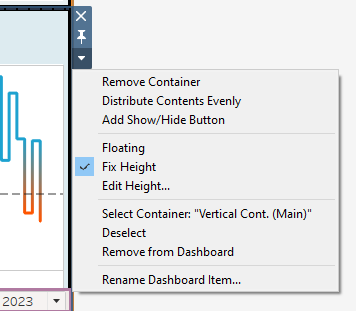 Remove Container
Distribute Contents Evenly
Add Show/Hide Button
Floating
Fix Height
Edit Height...
Select Container: "Vertical Cont. (Main)"
Deselect
Remove from Dashboard
2023
Rename Dashboard Item...